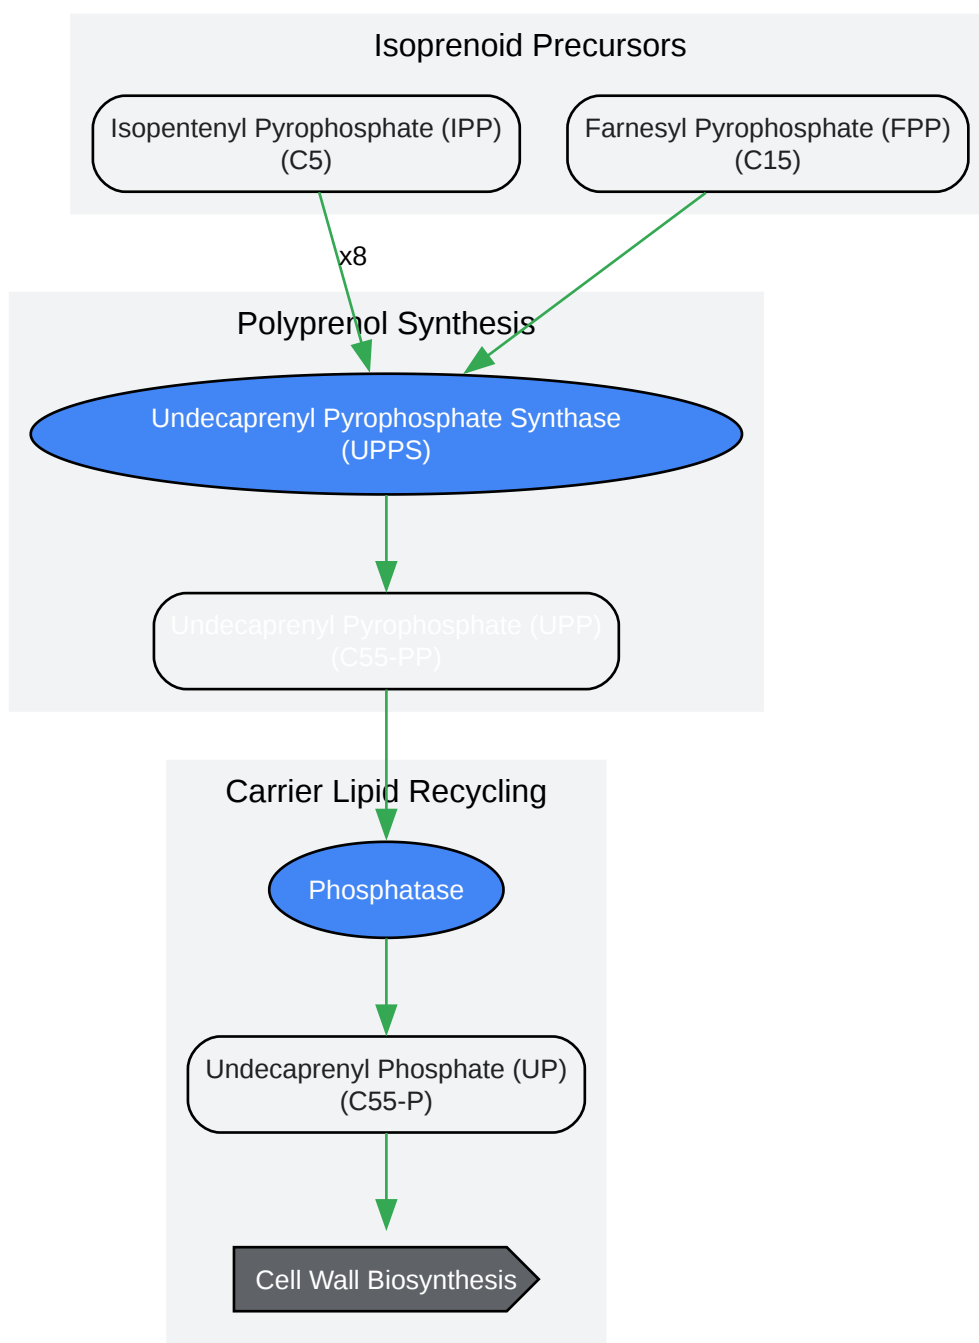 Isoprenoid Precursors
Isopentenyl Pyrophosphate (IPP)
(C5)
Farnesyl Pyrophosphate (FPP)
(C15)
x8
Polyprenol Synthesis
Undecaprenyl Pyrophosphate Synthase
(UPPS)
Undecaprenyl Pyrophosphate (UPP)
(C55-PP)
Carrier Lipid Recycling
Phosphatase
Undecaprenyl Phosphate (UP)
(C55-P)
Cell Wall Biosynthesis